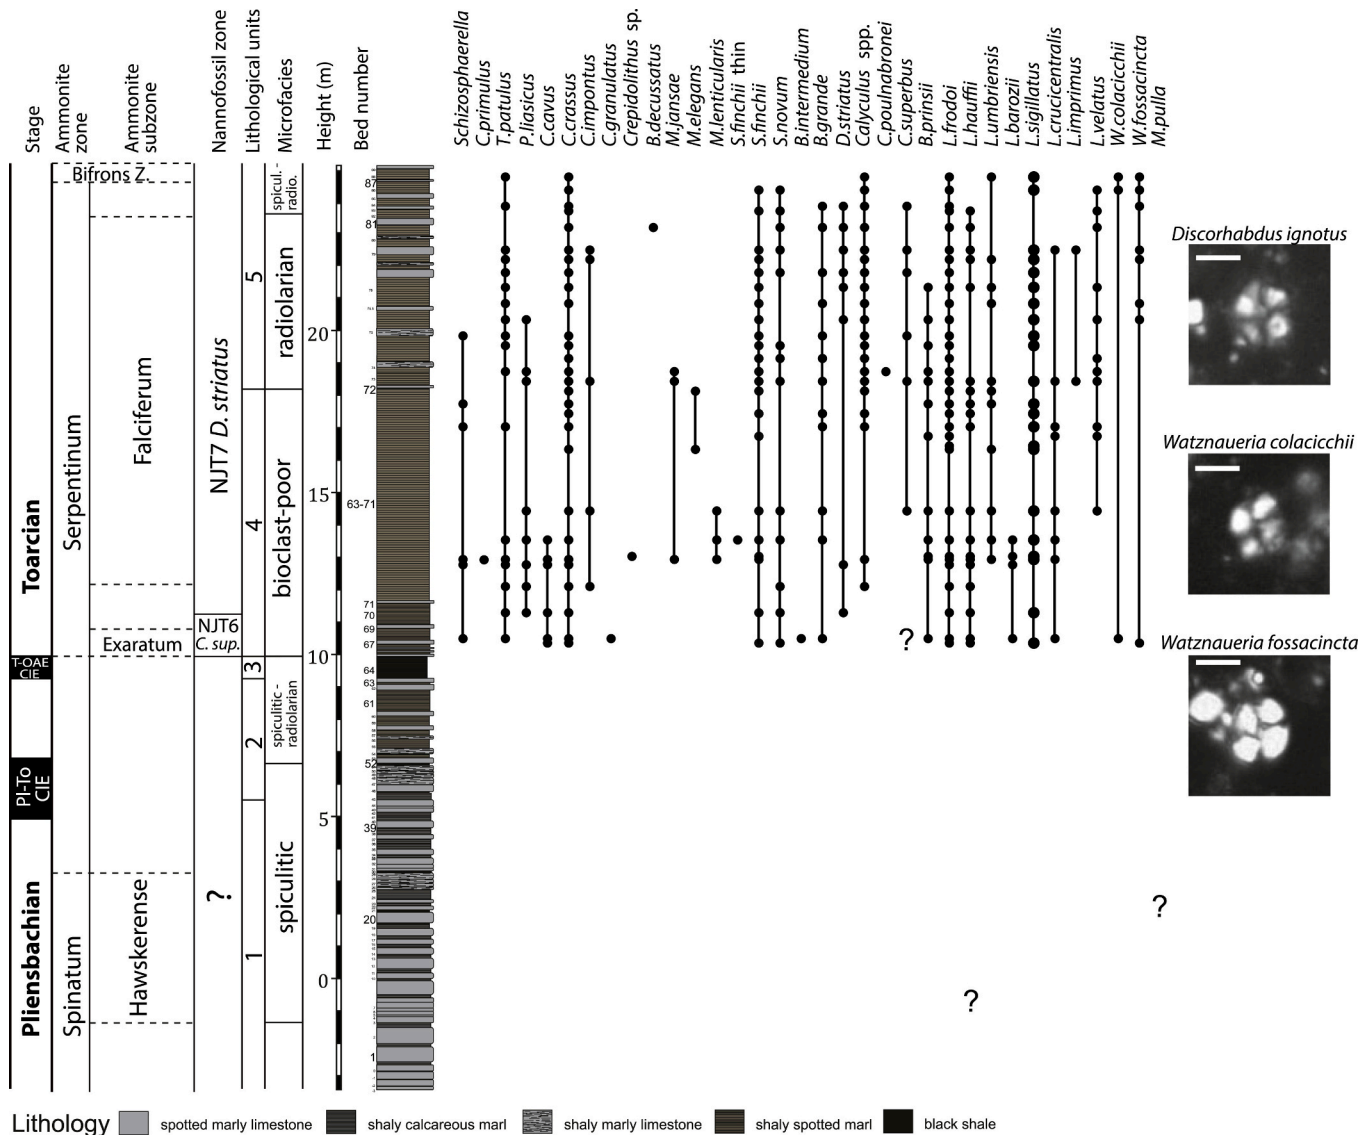 Stage
Ammonite
zone
Ammonite
subzone
Nannofossil zone
Lithological units
Microfacies
Height (m)
Bed number
Schizosphaerella
C.primulus
T.patulus
P.liasicus
C.cavus
C.crassus
C.impontus
C.granulatus
Crepidolithus sp.
B.decussatus
M.jansae
M.elegans
M.lenticularis
S.finchii thin
S.finchii
S.novum
B.intermedium
B.grande
D.striatus
Calyculus spp.
C.poulnabronei
C.superbus
B.prinsii
L.frodoi
L.hauffii
L.umbriensis
L.barozii
L.sigillatus
L.crucicentralis
L.imprimus
L.velatus
W.colacicchii
W.fossacincta
M.pulla
Bifrons Z.
spicul.-
radio.
87
81
Discorhabdus ignotus
5
radiolarian
20
Falciferum
NJT7 D. striatus
72
Toarcian
Serpentinum
Watznaueria colacicchii
15
63-71
4
bioclast-poor
71
70
NJT6
C. sup.
69
67
Exaratum
?
Watznaueria fossacincta
10
T-OAE
CIE
3
64
63
61
spiculitic -
radiolarian
2
52
Pl-To
CIE
5
39
?
spiculitic
20
?
Pliensbachian
Spinatum
Hawskerense
1
0
?
1
Lithology
spotted marly limestone
shaly calcareous marl
shaly marly limestone
shaly spotted marl
black shale